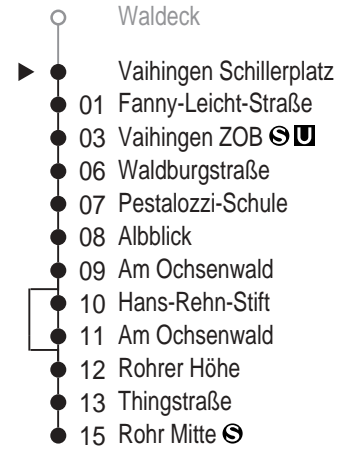 Waldeck
Vaihingen Schillerplatz
01 Fanny-Leicht-Straße
03 Vaihingen ZOB S U
06 Waldburgstraße
07 Pestalozzi-Schule
08 Albblick
09 Am Ochsenwald
10 Hans-Rehn-Stift
11 Am Ochsenwald
12 Rohrer Höhe
13 Thingstraße
15 Rohr Mitte S